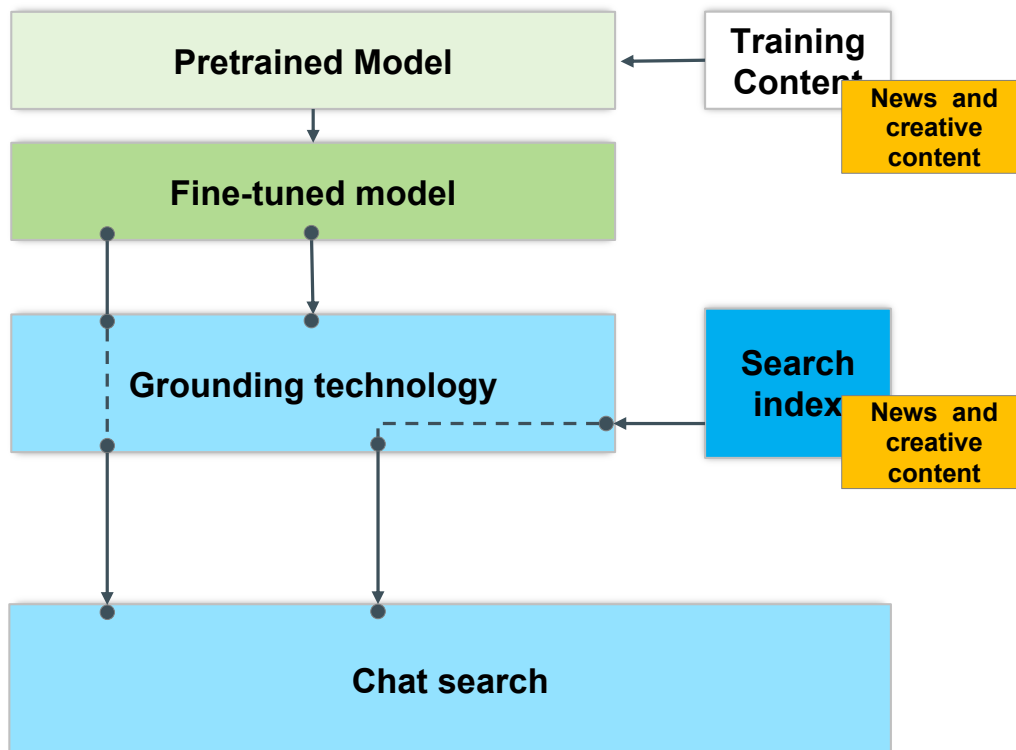 Pretrained Model
Training
Content
News and
creative
content
Fine-tuned model
Grounding technology
Search
index
News and
creative
content
Chat search